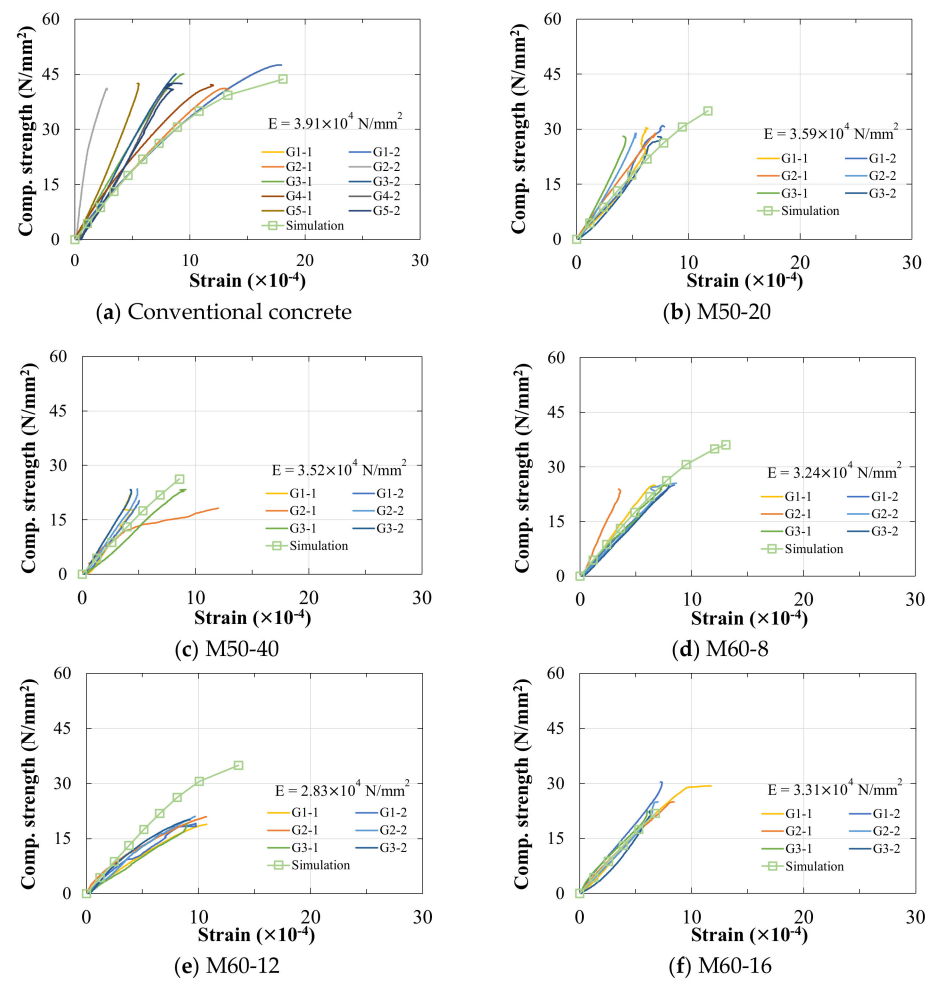 Comp. strength (N/mm²)
60
45
30
15
0
E = 3.91×10⁴ N/mm²
G1-1 G1-2
G2-1 G2-2
G3-1 G3-2
G4-1 G4-2
G5-1 G5-2
Simulation
0 10 20 30
Strain (×10⁻⁴)
(a) Conventional concrete
Comp. strength (N/mm²)
60
45
30
15
0
E = 3.59×10⁴ N/mm²
G1-1 G1-2
G2-1 G2-2
G3-1 G3-2
Simulation
0 10 20 30
Strain (×10⁻⁴)
(b) M50-20
Comp. strength (N/mm²)
60
45
30
15
0
E = 3.52×10⁴ N/mm²
G1-1 G1-2
G2-1 G2-2
G3-1 G3-2
Simulation
0 10 20 30
Strain (×10⁻⁴)
(c) M50-40
Comp. strength (N/mm²)
60
45
30
15
0
E = 3.24×10⁴ N/mm²
G1-1 G1-2
G2-1 G2-2
G3-1 G3-2
Simulation
0 10 20 30
Strain (×10⁻⁴)
(d) M60-8
Comp. strength (N/mm²)
60
45
30
15
0
E = 2.83×10⁴ N/mm²
G1-1 G1-2
G2-1 G2-2
G3-1 G3-2
Simulation
0 10 20 30
Strain (×10⁻⁴)
(e) M60-12
Comp. strength (N/mm²)
60
45
30
15
0
E = 3.31×10⁴ N/mm²
G1-1 G1-2
G2-1 G2-2
G3-1 G3-2
Simulation
0 10 20 30
Strain (×10⁻⁴)
(f) M60-16